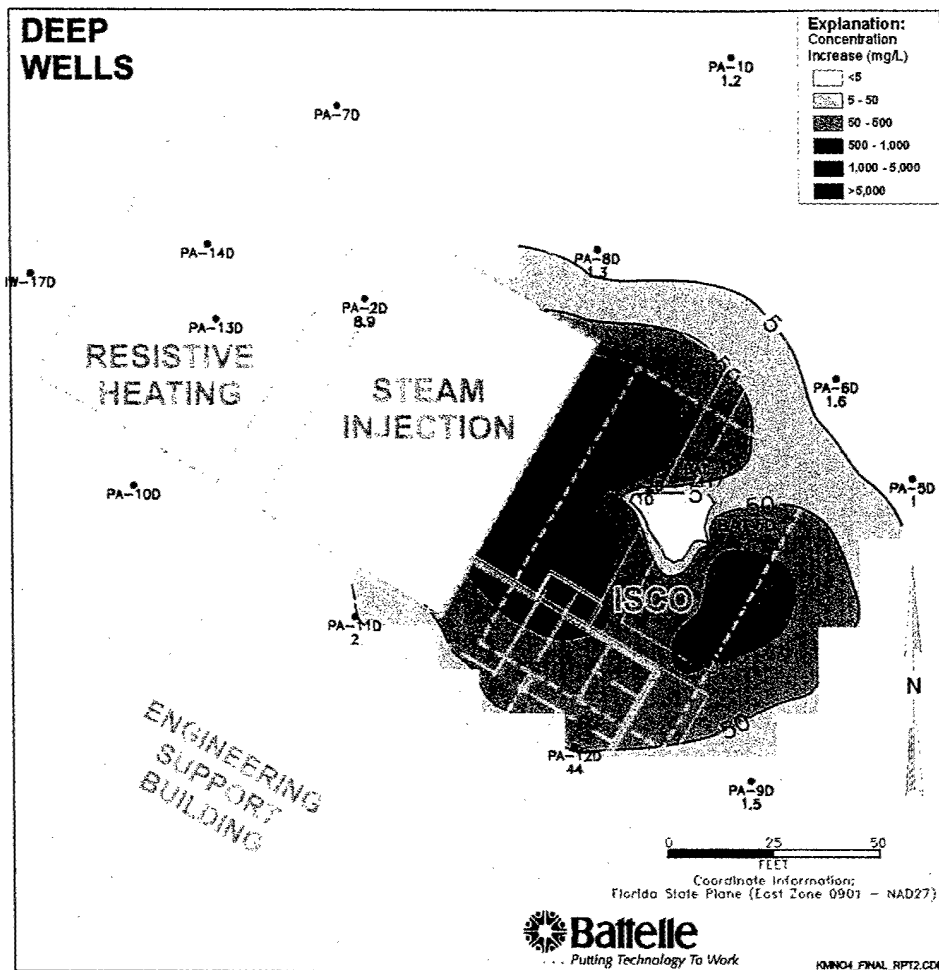 DEEP
WELLS
Explanation:
Concentration
Increase (mg/L)
<5
5 - 50
50 - 500
500 - 1,000
1,000 - 5,000
>5,000
PA-1D
1.2
PA-7D
PA-14D
PA-8D
1.3
IW-17D
PA-2D
8.9
PA-13D
5
RESISTIVE
HEATING
STEAM
INJECTION
50
PA-6D
1.6
PA-10D
5
50
PA-5D
1
ISCO
PA-11D
2
N
ENGINEERING
SUPPORT
BUILDING
50
PA-12D
44
PA-9D
1.5
0 25 50
FEET
Coordinate Information:
Florida State Plane (East Zone 0901 - NAD27)
Battelle
... Putting Technology To Work
KMNO4_FINAL_RPT2.CDR